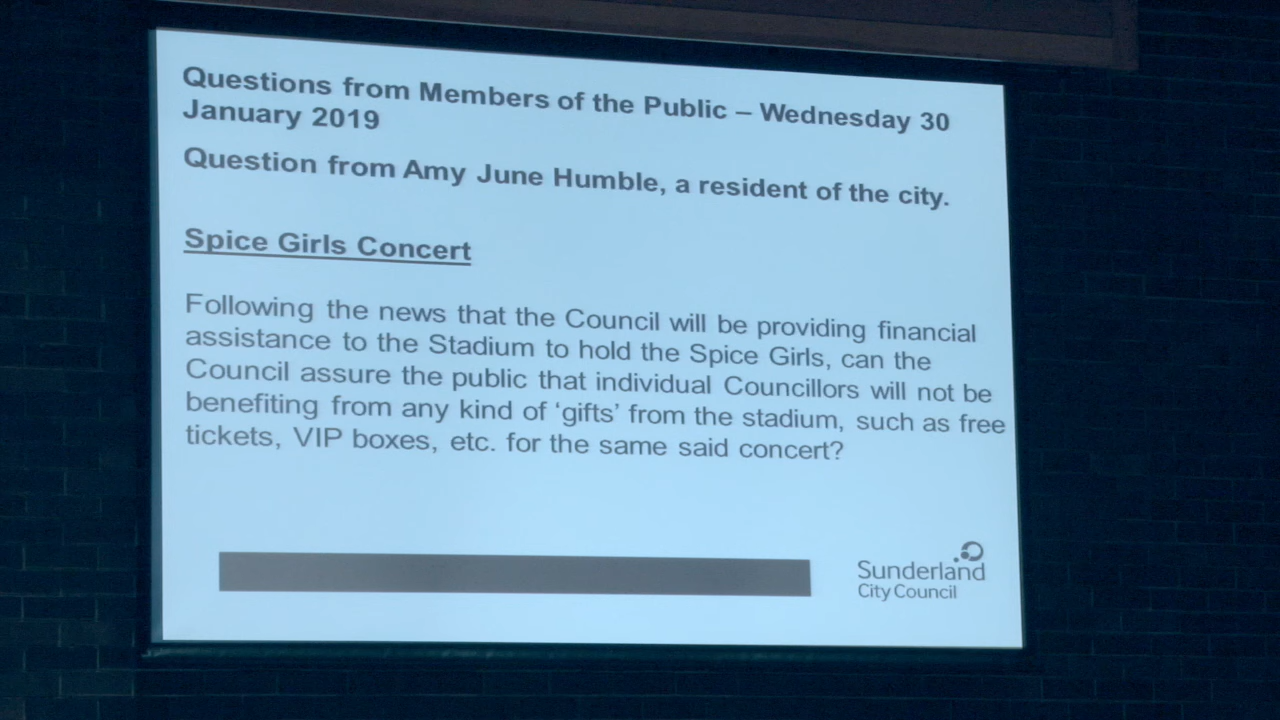 Questions from Members of the Public – Wednesday 30
January 2019
Question from Amy June Humble, a resident of the city.
Spice Girls Concert
Following the news that the Council will be providing financial
assistance to the Stadium to hold the Spice Girls, can the
Council assure the public that individual Councillors will not be
benefiting from any kind of ‘gifts’ from the stadium, such as free
tickets, VIP boxes, etc. for the same said concert?
Sunderland
City Council